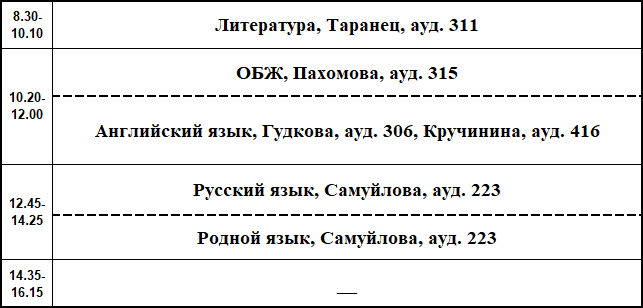 8.30-
10.10
Литература, Таранец, ауд. 311
10.20-
12.00
ОБЖ, Пахомова, ауд. 315
Английский язык, Гудкова, ауд. 306, Кручинина, ауд. 416
12.45-
14.25
Русский язык, Самуйлова, ауд. 223
Родной язык, Самуйлова, ауд. 223
14.35-
16.15
—